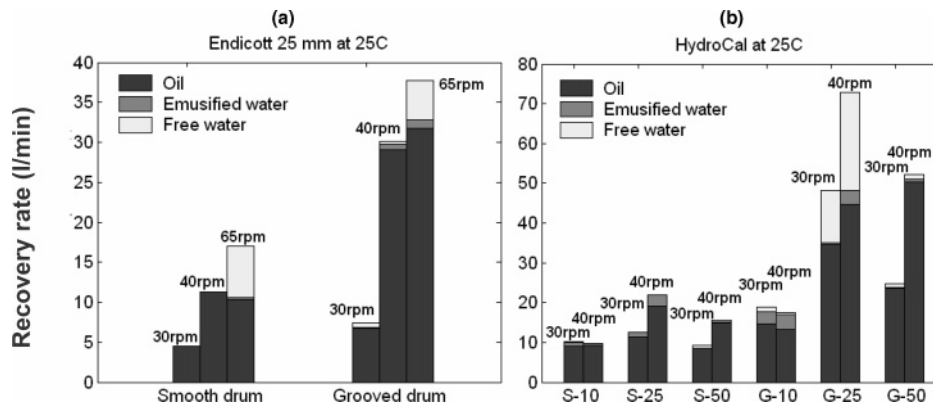 (a)
Endicott 25 mm at 25C
Recovery rate (l/min)
40
35
30
25
20
15
10
5
0
Oil
Emusified water
Free water
30rpm
40rpm
65rpm
30rpm
40rpm
65rpm
Smooth drum
Grooved drum
(b)
HydroCal at 25C
80
70
60
50
40
30
20
10
0
Oil
Emusified water
Free water
30rpm
40rpm
30rpm
40rpm
30rpm
40rpm
30rpm
40rpm
30rpm
40rpm
30rpm
40rpm
S-10
S-25
S-50
G-10
G-25
G-50